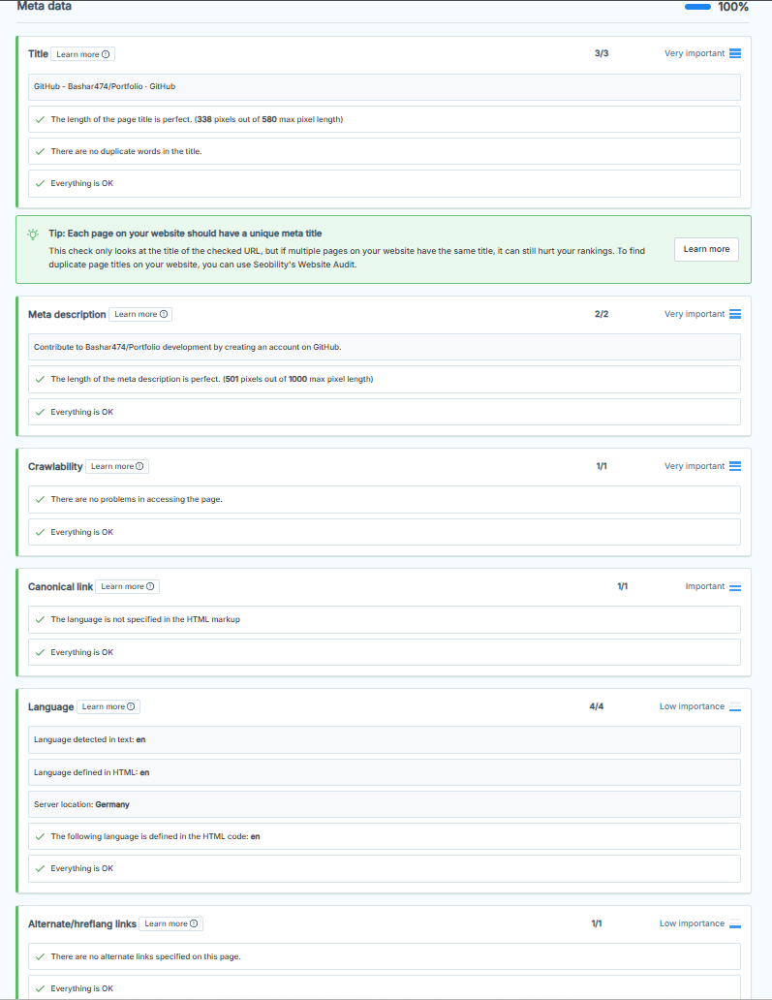 Meta data
100%
Title Learn more
3/3
Very important
GitHub - Bashar474/Portfolio · GitHub
The length of the page title is perfect. (338 pixels out of 580 max pixel length)
There are no duplicate words in the title.
Everything is OK
Tip: Each page on your website should have a unique meta title
This check only looks at the title of the checked URL, but if multiple pages on your website have the same title, it can still hurt your rankings. To find
duplicate page titles on your website, you can use Seobility's Website Audit.
Learn more
Meta description Learn more
2/2
Very important
Contribute to Bashar474/Portfolio development by creating an account on GitHub.
The length of the meta description is perfect. (501 pixels out of 1000 max pixel length)
Everything is OK
Crawlability Learn more
1/1
Very important
There are no problems in accessing the page.
Everything is OK
Canonical link Learn more
1/1
Important
The language is not specified in the HTML markup
Everything is OK
Language Learn more
4/4
Low importance
Language detected in text: en
Language defined in HTML: en
Server location: Germany
The following language is defined in the HTML code: en
Everything is OK
Alternate/hreflang links Learn more
1/1
Low importance
There are no alternate links specified on this page.
Everything is OK